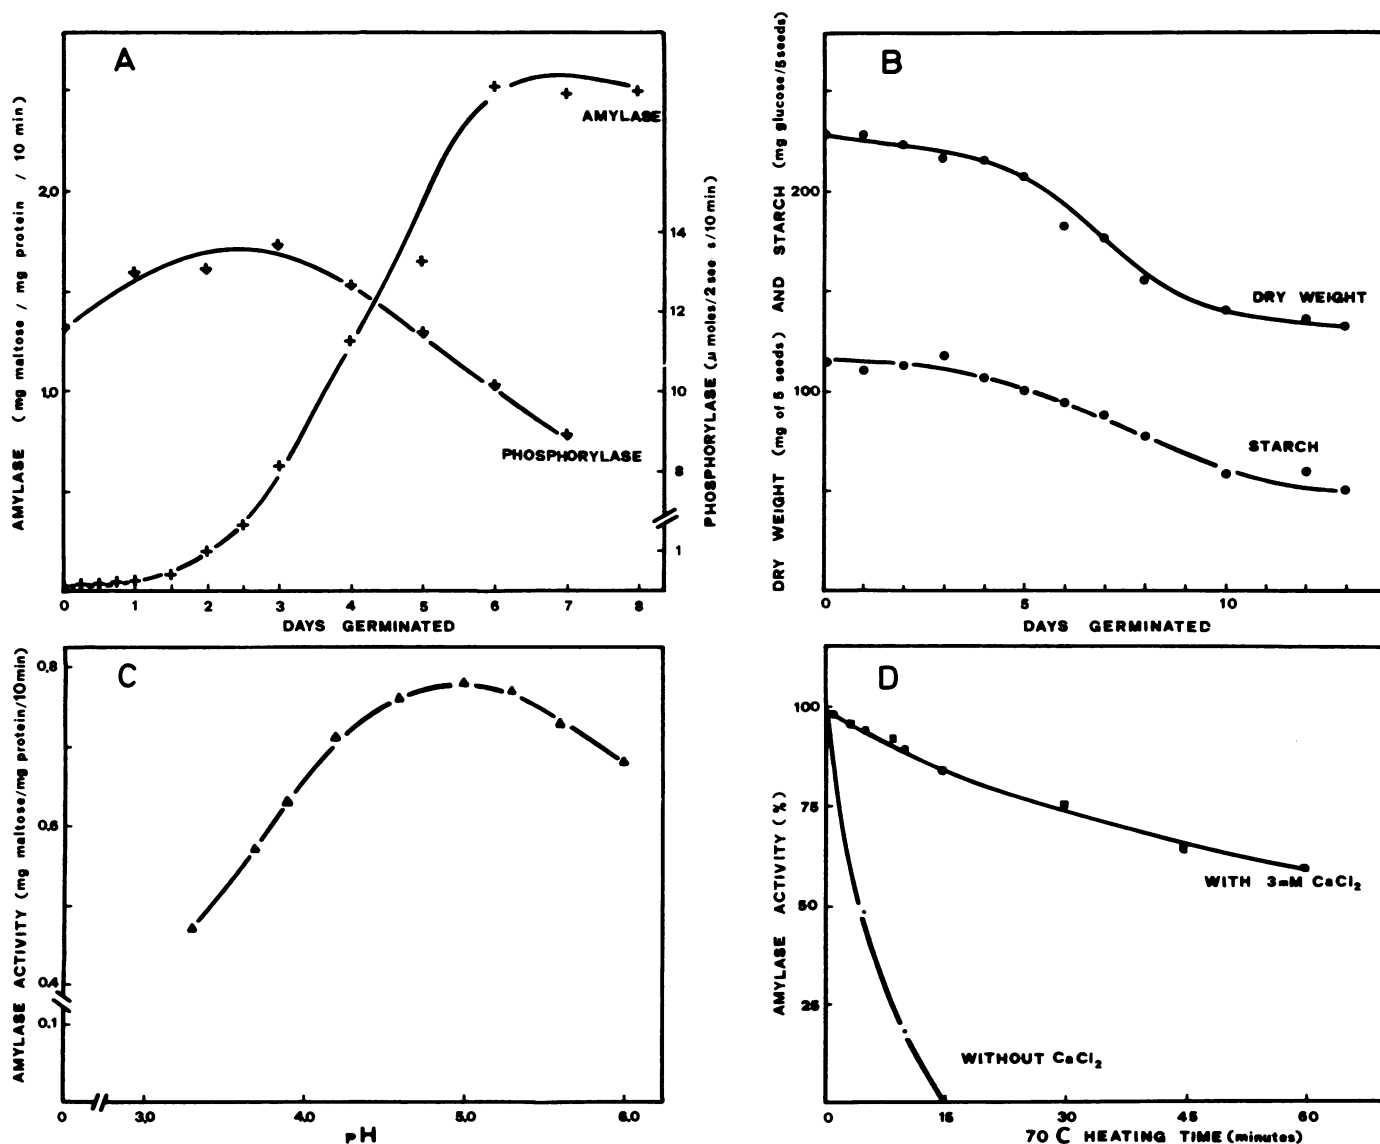 A
AMYLASE (mg maltose / mg protein / 10 min)
2,0
1,0
0 1 2 3 4 5 6 7 8
DAYS GERMINATED
AMYLASE
PHOSPHORYLASE
14
12
10
8
1
PHOSPHORYLASE (μ moles/2see s/10 min)
B
DRY WEIGHT (mg of 5 seeds) AND STARCH (mg glucose/5seeds)
200
100
0
0 5 10
DAYS GERMINATED
DRY WEIGHT
STARCH
C
AMYLASE ACTIVITY (mg maltose/mg protein/10min)
0,8
0,6
0,4
0,1
0 3,0 4,0 5,0 6,0
pH
D
AMYLASE ACTIVITY (%)
100
75
50
25
0 15 30 45 60
70 C HEATING TIME (minutes)
WITH 3mM CaCl₂
WITHOUT CaCl₂